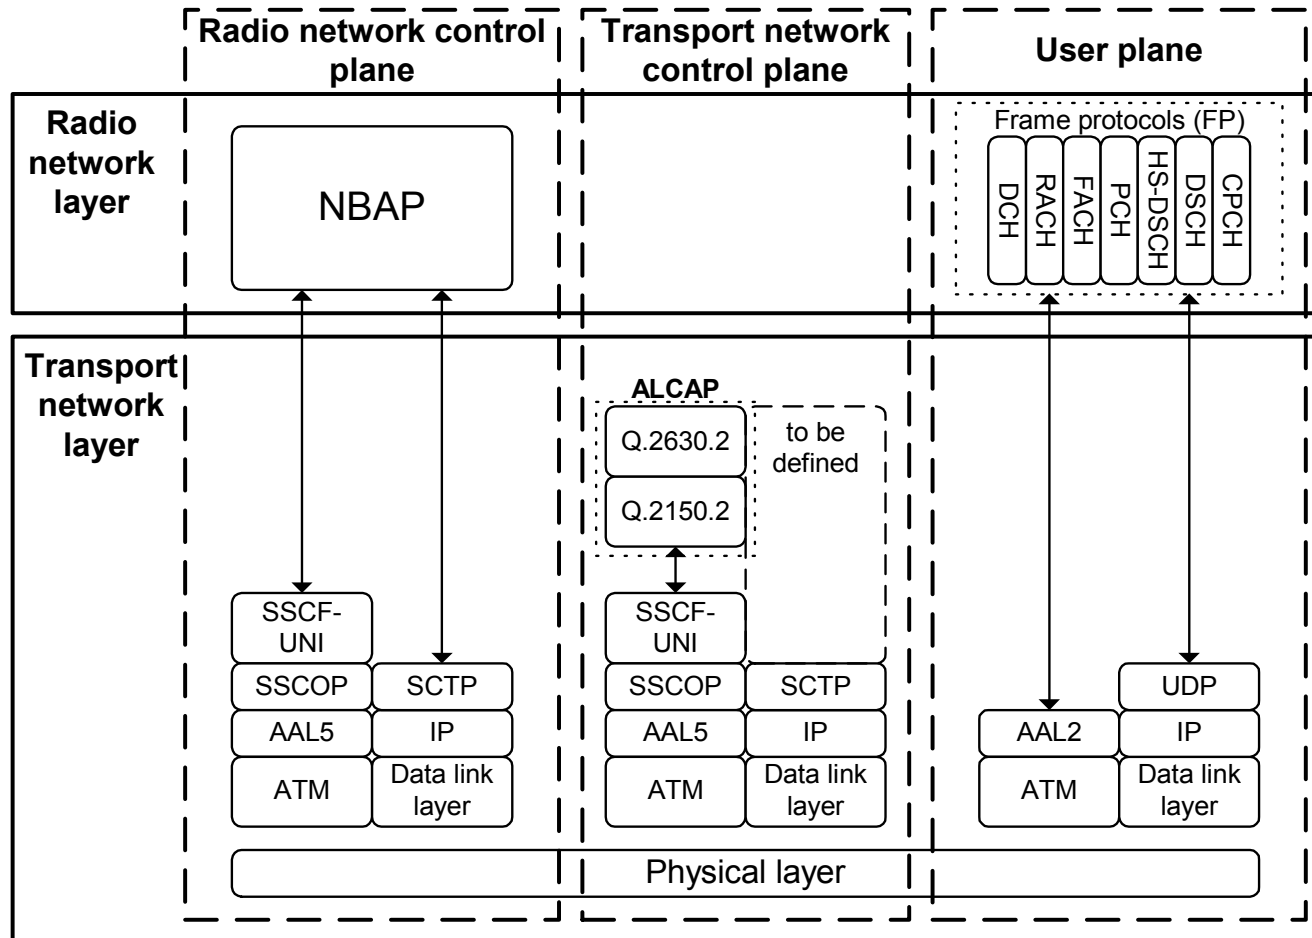 Radio network control
plane
Transport network
control plane
User plane
Radio
network
layer
NBAP
Frame protocols (FP)
DCH
RACH
FACH
PCH
HS-DSCH
DSCH
CPCH
Transport
network
layer
ALCAP
Q.2630.2
Q.2150.2
to be
defined
SSCF-
UNI
SSCOP
SCTP
AAL5
IP
ATM
Data link
layer
SSCF-
UNI
SSCOP
SCTP
AAL5
IP
ATM
Data link
layer
UDP
AAL2
IP
ATM
Data link
layer
Physical layer